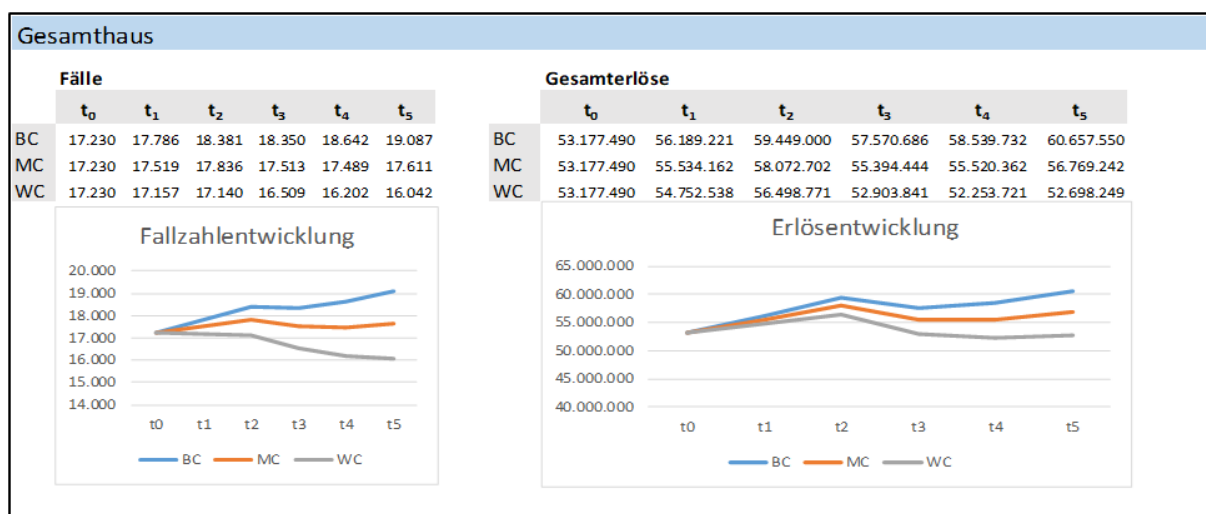 Gesamthaus
Fälle
t₀ t₁ t₂ t₃ t₄ t₅
BC 17.230 17.786 18.381 18.350 18.642 19.087
MC 17.230 17.519 17.836 17.513 17.489 17.611
WC 17.230 17.157 17.140 16.509 16.202 16.042
Fallzahlentwicklung
20.000
19.000
18.000
17.000
16.000
15.000
14.000
t0 t1 t2 t3 t4 t5
BC MC WC
Gesamterlöse
t₀ t₁ t₂ t₃ t₄ t₅
BC 53.177.490 56.189.221 59.449.000 57.570.686 58.539.732 60.657.550
MC 53.177.490 55.534.162 58.072.702 55.394.444 55.520.362 56.769.242
WC 53.177.490 54.752.538 56.498.771 52.903.841 52.253.721 52.698.249
Erlösentwicklung
65.000.000
60.000.000
55.000.000
50.000.000
45.000.000
40.000.000
t0 t1 t2 t3 t4 t5
BC MC WC